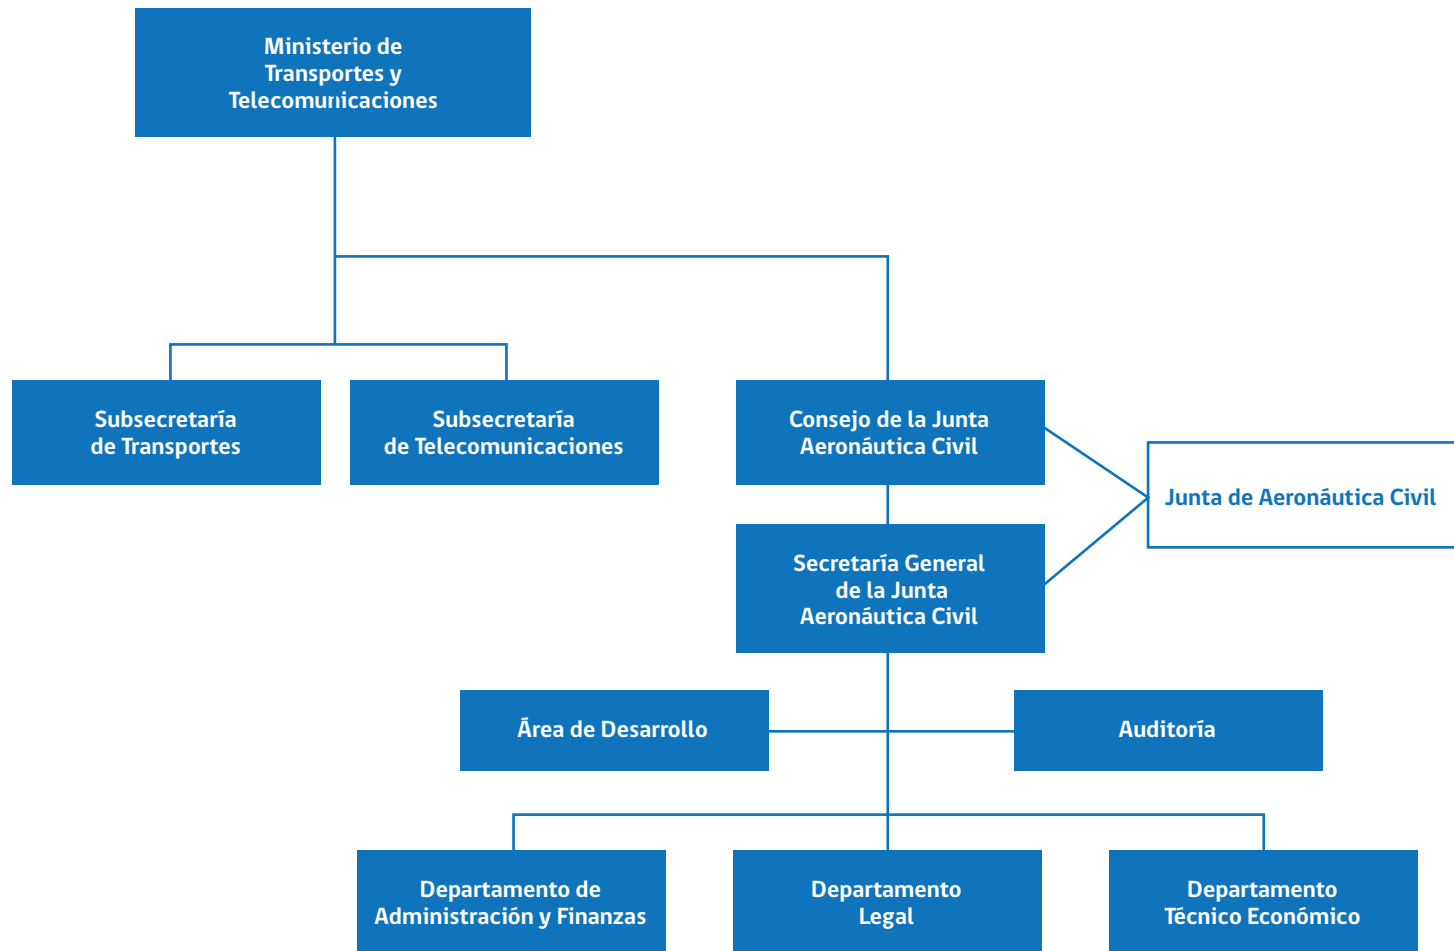 Ministerio de
Transportes y
Telecomunicaciones
Subsecretaría
de Transportes
Subsecretaría
de Telecomunicaciones
Consejo de la Junta
Aeronáutica Civil
Junta de Aeronáutica Civil
Secretaría General
de la Junta
Aeronáutica Civil
Área de Desarrollo
Auditoría
Departamento de
Administración y Finanzas
Departamento
Legal
Departamento
Técnico Económico